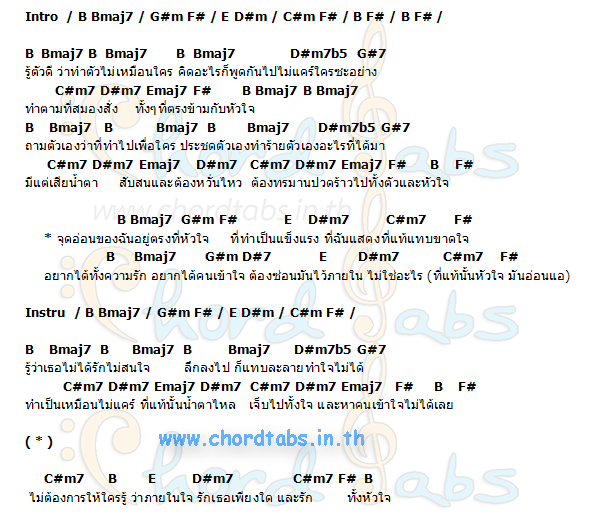 Intro / B Bmaj7 / G#m F# / E D#m / C#m F# / B F# / B F# /
B Bmaj7 B Bmaj7 B Bmaj7 D#m7b5 G#7
รู้ตัวดี ว่าทำตัวไม่เหมือนใคร คิดอะไรก็พูดกันไปไม่แคร์ใครซะอย่าง
C#m7 D#m7 Emaj7 F# B Bmaj7 B Bmaj7
ทำตามที่สมองสั่ง ทั้งๆที่ตรงข้ามกับหัวใจ
B Bmaj7 B Bmaj7 B Bmaj7 D#m7b5 G#7
ถามตัวเองว่าที่ทำไปเพื่อใคร ประชดตัวเองทำร้ายตัวเองอะไรที่ได้มา
C#m7 D#m7 Emaj7 D#m7 C#m7 D#m7 Emaj7 F# B F#
มีแต่เสียน้ำตา สับสนและต้องหวั่นไหว ต้องทรมานปวดร้าวไปทั้งตัวและหัวใจ
www.chordtabs.in.th
B Bmaj7 G#m F# E D#m7 C#m7 F#
* จุดอ่อนของฉันอยู่ตรงที่หัวใจ ที่ทำเป็นแข็งแรง ที่ฉันแสดงที่แท้แทบขาดใจ
B Bmaj7 G#m D#7 E D#m7 C#m7 F#
อยากได้ทั้งความรัก อยากได้คนเข้าใจ ต้องซ่อนมันไว้ภายใน ไม่ใช่อะไร (ที่แท้นั้นหัวใจ มันอ่อนแอ)
Instru / B Bmaj7 / G#m F# / E D#m / C#m F# /
B Bmaj7 B Bmaj7 B Bmaj7 D#m7b5 G#7
รู้ว่าเธอไม่ได้รักไม่สนใจ ลึกลงไป ก็แทบละลายทำใจไม่ได้
C#m7 D#m7 Emaj7 D#m7 C#m7 D#m7 Emaj7 F# B F#
ทำเป็นเหมือนไม่แคร์ ที่แท้นั้นน้ำตาไหล เจ็บไปทั้งใจ และหาคนเข้าใจไม่ได้เลย
( * )
www.chordtabs.in.th
C#m7 B E D#m7 C#m7 F# B
ไม่ต้องการให้ใครรู้ ว่าภายในใจ รักเธอเพียงใด และรัก ทั้งหัวใจ